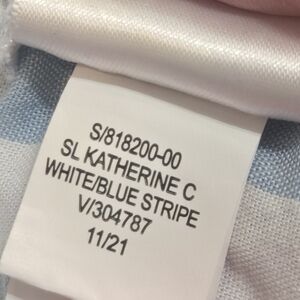 S/818200-00
SL KATHERINE C
WHITE/BLUE STRIPE
V/304787
11/21